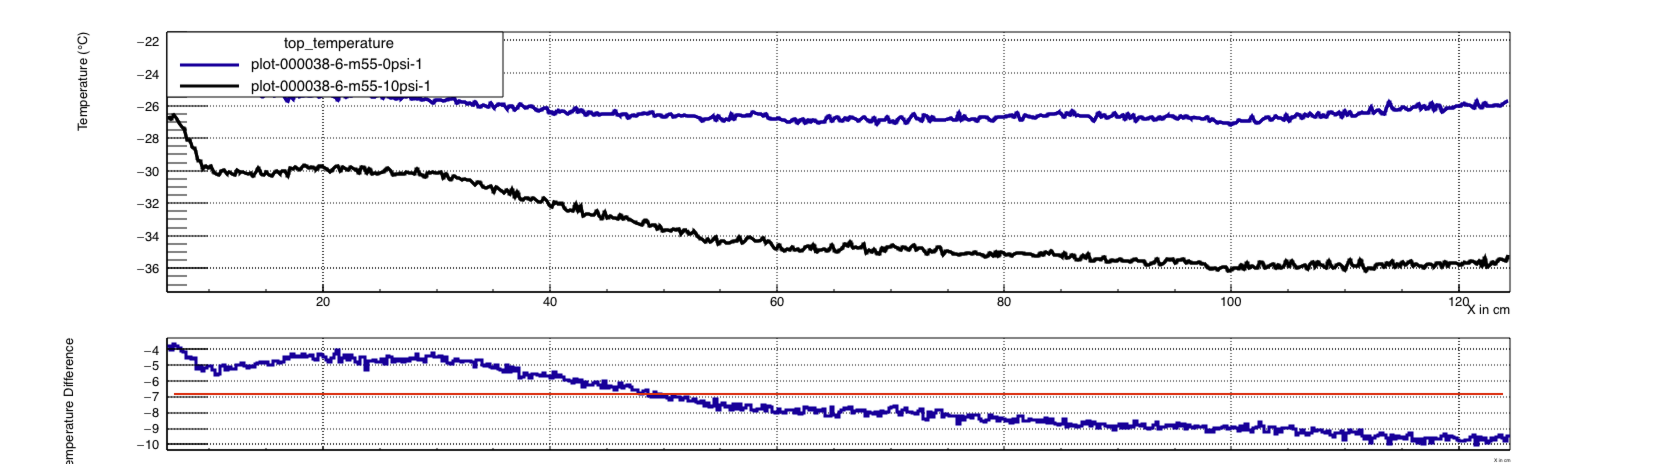 Temperature (°C)
top_temperature
plot-000038-6-m55-0psi-1
plot-000038-6-m55-10psi-1
−22
−24
−26
−28
−30
−32
−34
−36
20 40 60 80 100 120
X in cm
emperature Difference
−4
−5
−6
−7
−8
−9
−10
X in cm